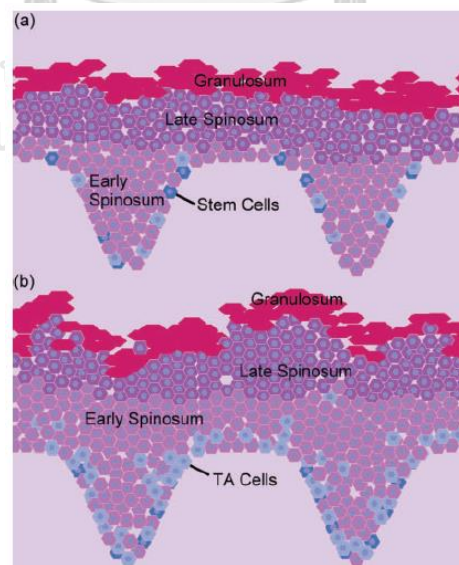 (a)
Granulosum
Late Spinosum
Early
Spinosum
Stem Cells
(b)
Granulosum
Late Spinosum
Early Spinosum
TA Cells